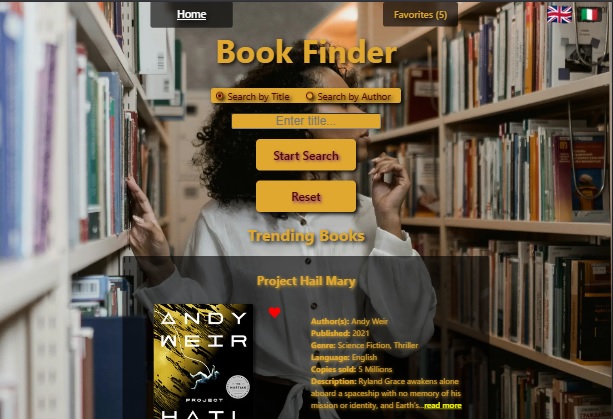 Home
Favorites (5)
Book Finder
Search by Title
Search by Author
Enter title...
Start Search
Reset
Trending Books
Project Hail Mary
ANDY
WEIR
PROJECT
HAIL
Author(s): Andy Weir
Published: 2021
Genre: Science Fiction, Thriller
Language: English
Copies sold: 5 Millions
Description: Ryland Grace awakens alone
aboard a spaceship with no memory of his
mission or identity, and Earth's...read more